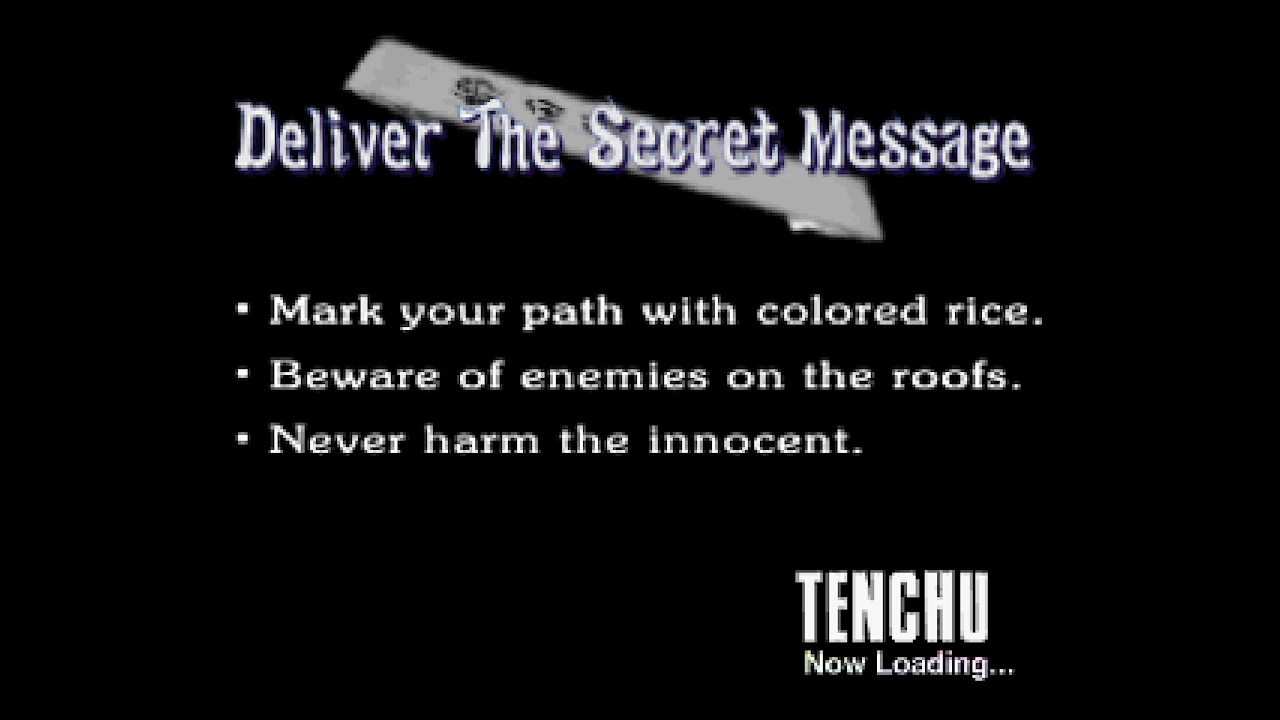 Deliver The Secret Message
▪ Mark your path with colored rice.
▪ Beware of enemies on the roofs.
▪ Never harm the innocent.
TENCHU
Now Loading...